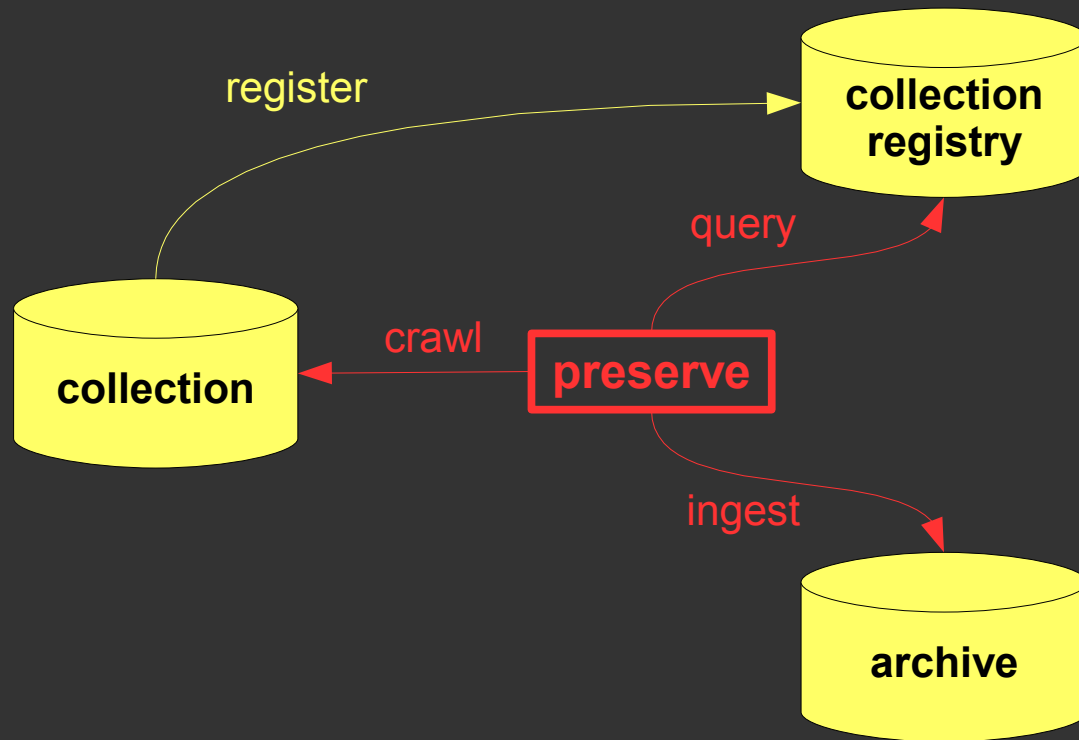 register
collection
registry
query
crawl
preserve
collection
ingest
archive